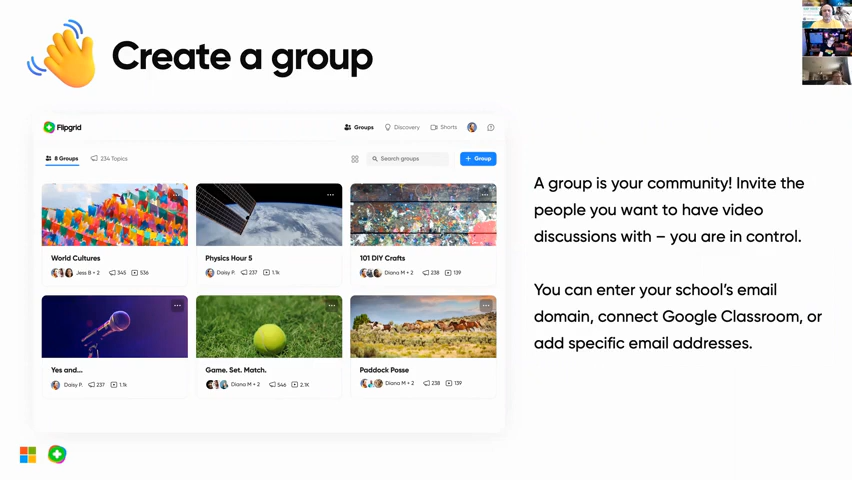 Create a group
Flipgrid
Groups
Discovery
Shorts
8 Groups
234 Topics
Search groups
+ Group
World Cultures
Jess B + 2
345
536
Physics Hour 5
Daisy P.
237
1.1k
101 DIY Crafts
Diana M + 2
238
139
Yes and...
Daisy P.
237
1.1k
Game. Set. Match.
Diana M + 2
546
2.1K
Paddock Posse
Diana M + 2
238
139
A group is your community! Invite the
people you want to have video
discussions with – you are in control.
You can enter your school's email
domain, connect Google Classroom, or
add specific email addresses.